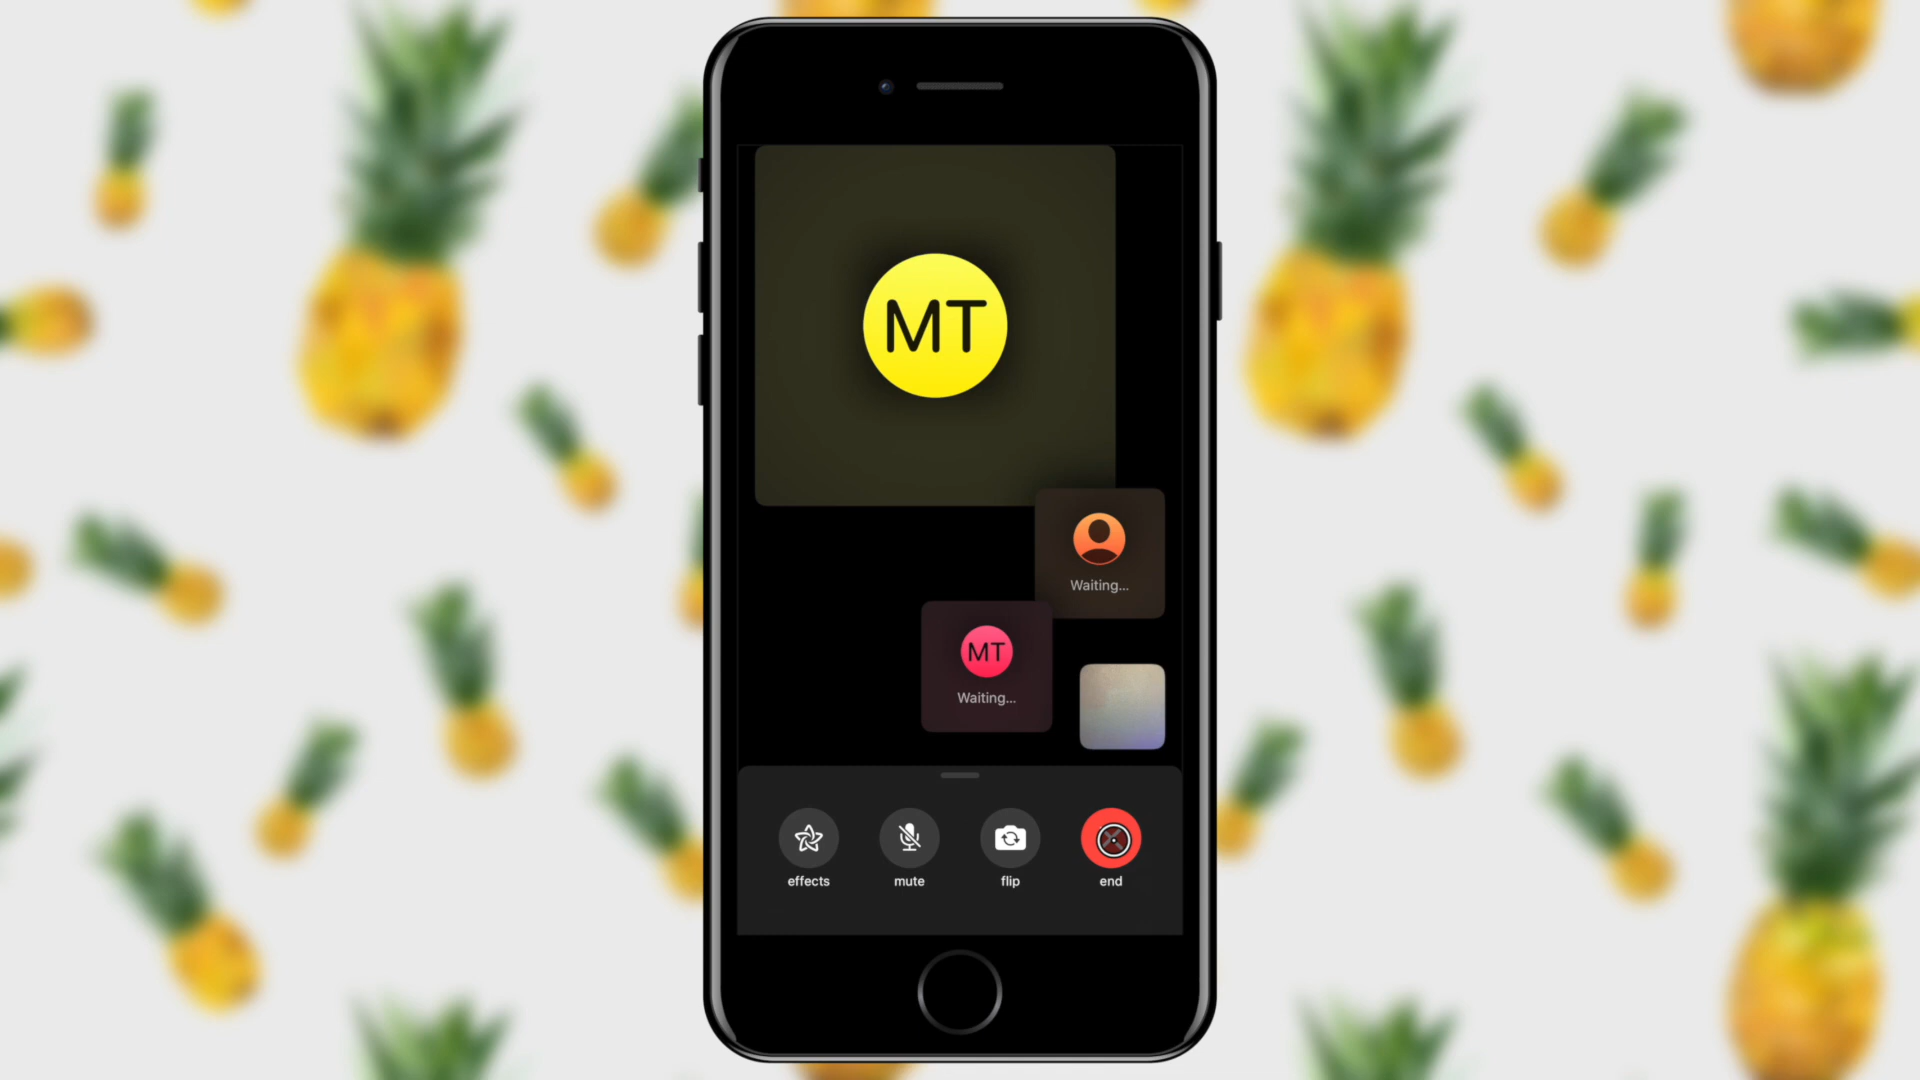 MT
Waiting...
MT
Waiting...
effects
mute
flip
end